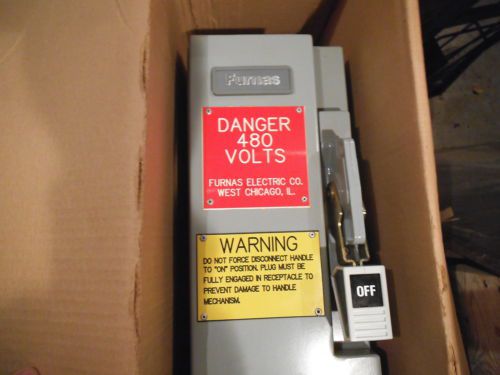 Furnas
DANGER
480
VOLTS
FURNAS ELECTRIC CO.
WEST CHICAGO, IL.
WARNING
DO NOT FORCE DISCONNECT HANDLE
TO "ON" POSITION. PLUG MUST BE
FULLY ENGAGED IN RECEPTACLE TO
PREVENT DAMAGE TO HANDLE
MECHANISM.
OFF